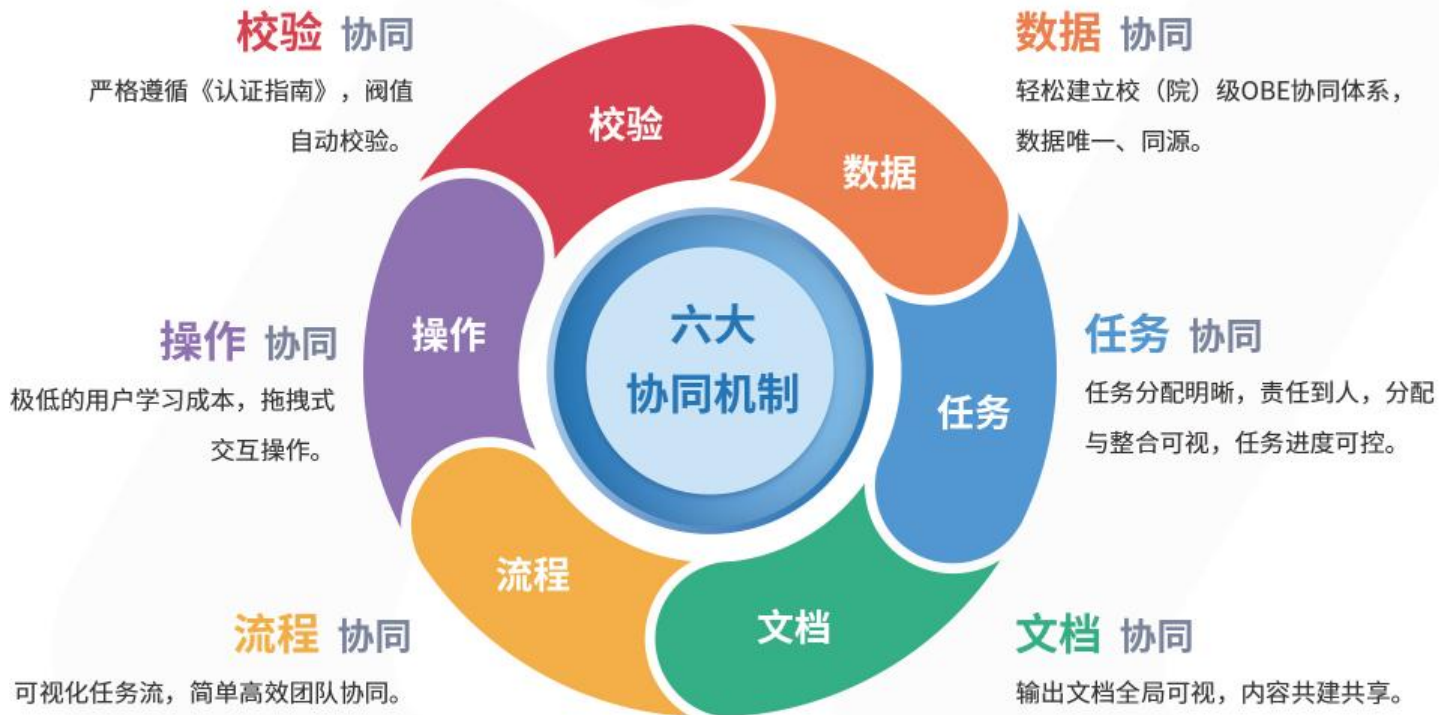 校验 协同
严格遵循《认证指南》，阀值
自动校验。
数据 协同
轻松建立校（院）级OBE协同体系，
数据唯一、同源。
校验
数据
操作 协同
极低的用户学习成本，拖拽式
交互操作。
操作
六大
协同机制
任务
任务 协同
任务分配明晰，责任到人，分配
与整合可视，任务进度可控。
流程
文档
流程 协同
可视化任务流，简单高效团队协同。
文档 协同
输出文档全局可视，内容共建共享。